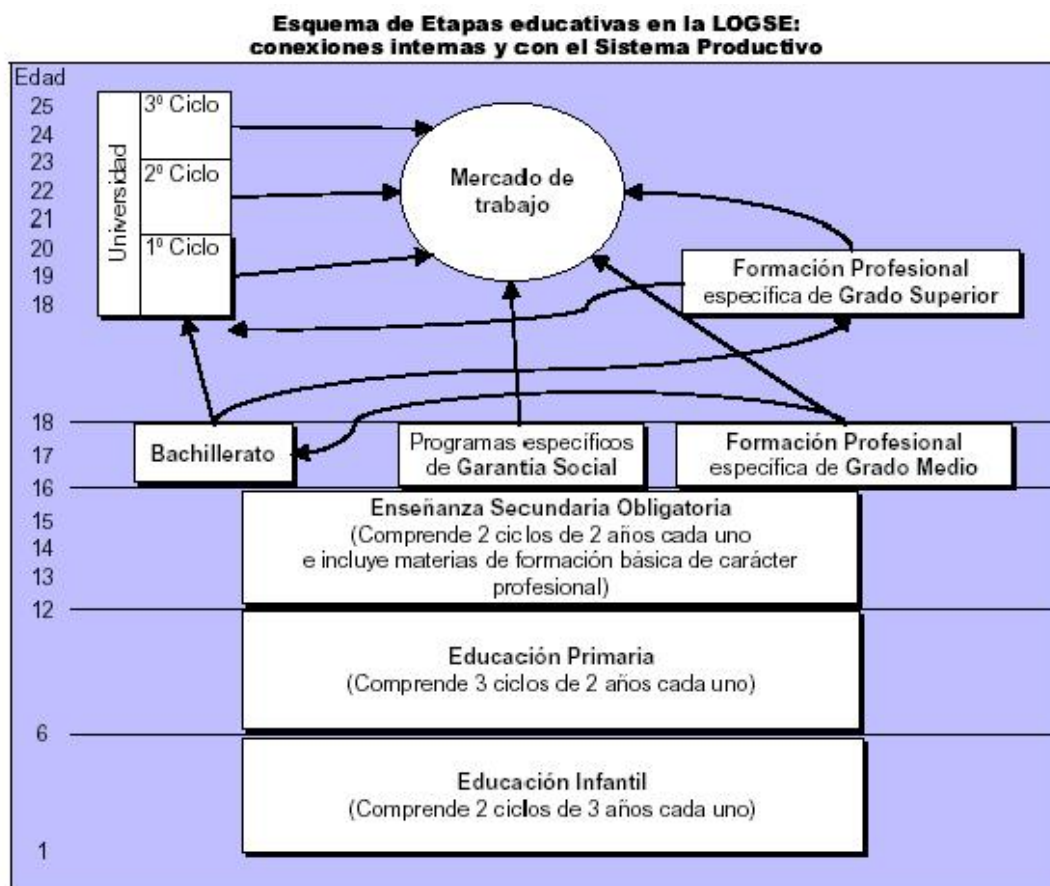 Esquema de Etapas educativas en la LOGSE:
conexiones internas y con el Sistema Productivo
Edad
25
24
23
22
21
20
19
18
Universidad
3º Ciclo
2º Ciclo
1º Ciclo
Mercado de
trabajo
Formación Profesional
específica de Grado Superior
18
17
16
Bachillerato
Programas específicos
de Garantía Social
Formación Profesional
específica de Grado Medio
15
14
13
12
Enseñanza Secundaria Obligatoria
(Comprende 2 ciclos de 2 años cada uno
e incluye materias de formación básica de carácter
profesional)
Educación Primaria
(Comprende 3 ciclos de 2 años cada uno)
6
Educación Infantil
(Comprende 2 ciclos de 3 años cada uno)
1